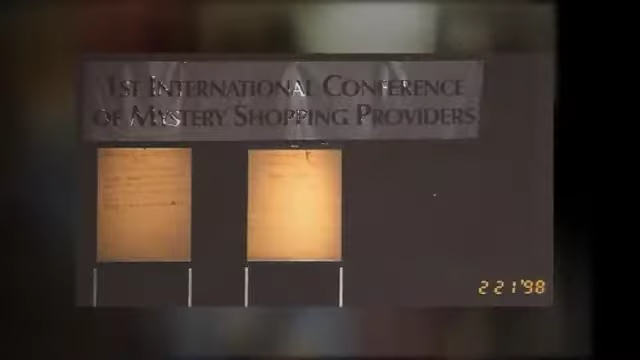 1st International Conference
of Mystery Shopping Providers
2 21 '98